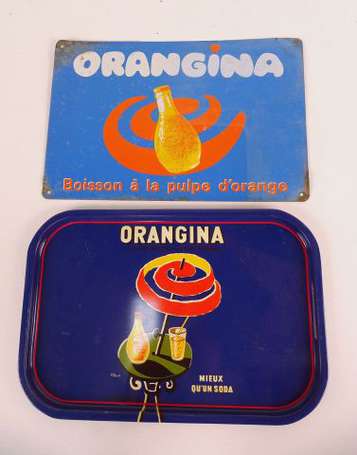 ORANGINA
Boisson à la pulpe d'orange
ORANGINA
MIEUX
QU'UN SODA